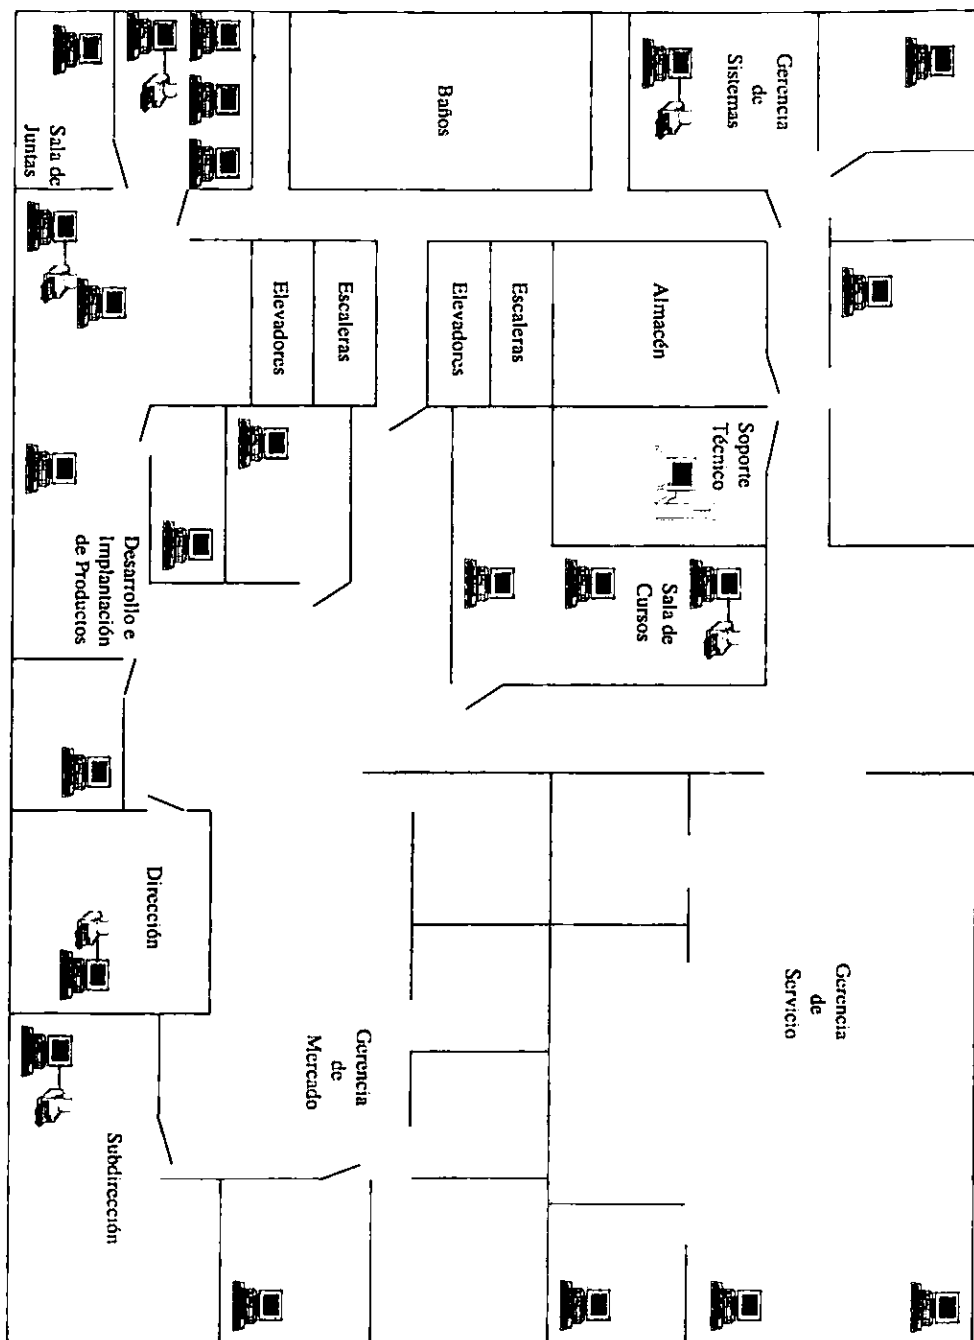 Gerencia
de
Sistemas
Gerencia
de
Servicio
Soporte
Técnico
Almacén
Sala de
Cursos
Escaleras
Elevadores
Baños
Gerencia
de
Mercado
Escaleras
Elevadores
Dirección
Desarrollo e
Implantación
de Productos
Subdirección
Sala de
Juntas